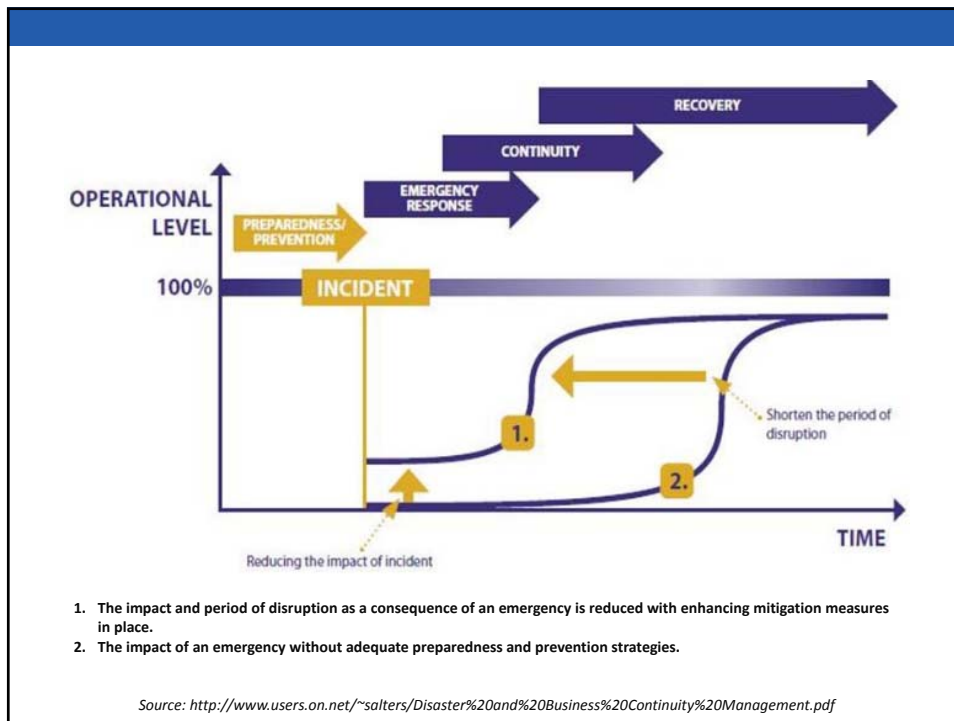 RECOVERY
CONTINUITY
EMERGENCY
RESPONSE
OPERATIONAL
LEVEL
PREPAREDNESS/
PREVENTION
100%
INCIDENT
1.
Shorten the period of
disruption
2.
TIME
Reducing the impact of incident
1. The impact and period of disruption as a consequence of an emergency is reduced with enhancing mitigation measures
in place.
2. The impact of an emergency without adequate preparedness and prevention strategies.
Source: http://www.users.on.net/~salters/Disaster%20and%20Business%20Continuity%20Management.pdf